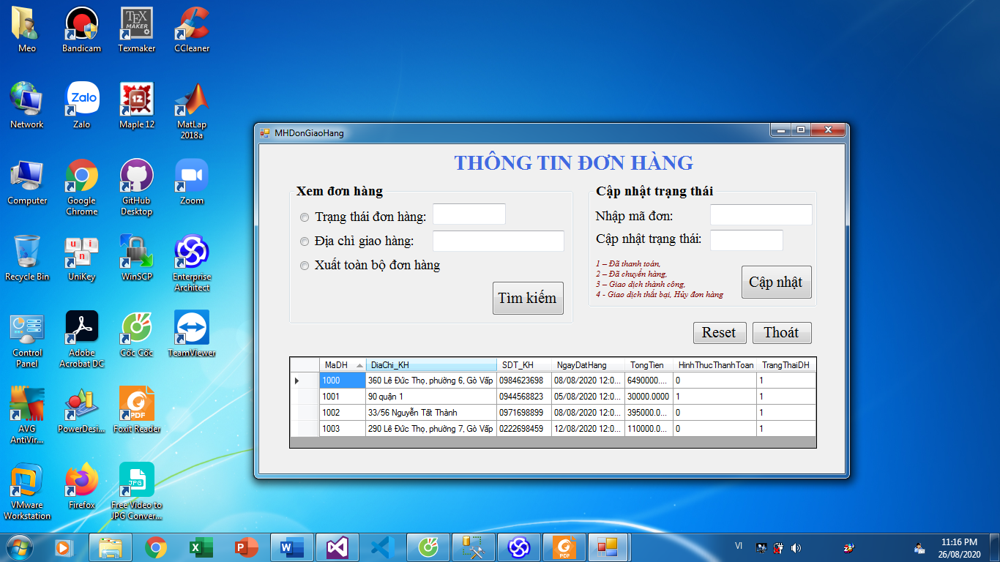 Meo
Bandicam
Texmaker
CCleaner
Network
Zalo
Maple 12
MatLap 2018a
Computer
Google Chrome
GitHub Desktop
Zoom
Recycle Bin
UniKey
WinSCP
Enterprise Architect
Control Panel
Adobe Acrobat DC
Cốc Cốc
TeamViewer
AVG AntiVir...
PowerDesi...
Foxit Reader
VMware Workstation
Firefox
Free Video to JPG Conver...
MHDonGiaoHang
THÔNG TIN ĐƠN HÀNG
Xem đơn hàng
Trạng thái đơn hàng:
Địa chỉ giao hàng:
Xuất toàn bộ đơn hàng
Tìm kiếm
Cập nhật trạng thái
Nhập mã đơn:
Cập nhật trạng thái:
1 – Đã thanh toán,
2 – Đã chuyển hàng,
3 – Giao dịch thành công,
4 - Giao dịch thất bại, Hủy đơn hàng
Cập nhật
Reset Thoát
MaDH DiaChi_KH SDT_KH NgayDatHang TongTien HinhThucThanhToan TrangThaiDH
1000 360 Lê Đức Thọ, phường 6, Gò Vấp 0984623698 08/08/2020 12:0... 6490000.... 0 1
1001 90 quận 1 0944568823 05/08/2020 12:0... 30000.0000 1 1
1002 33/56 Nguyễn Tất Thành 0971698899 08/08/2020 12:0... 395000.0... 0 1
1003 290 Lê Đức Thọ, phường 7, Gò Vấp 0222698459 12/08/2020 12:0... 110000.0... 0 1
VI
11:16 PM
26/08/2020